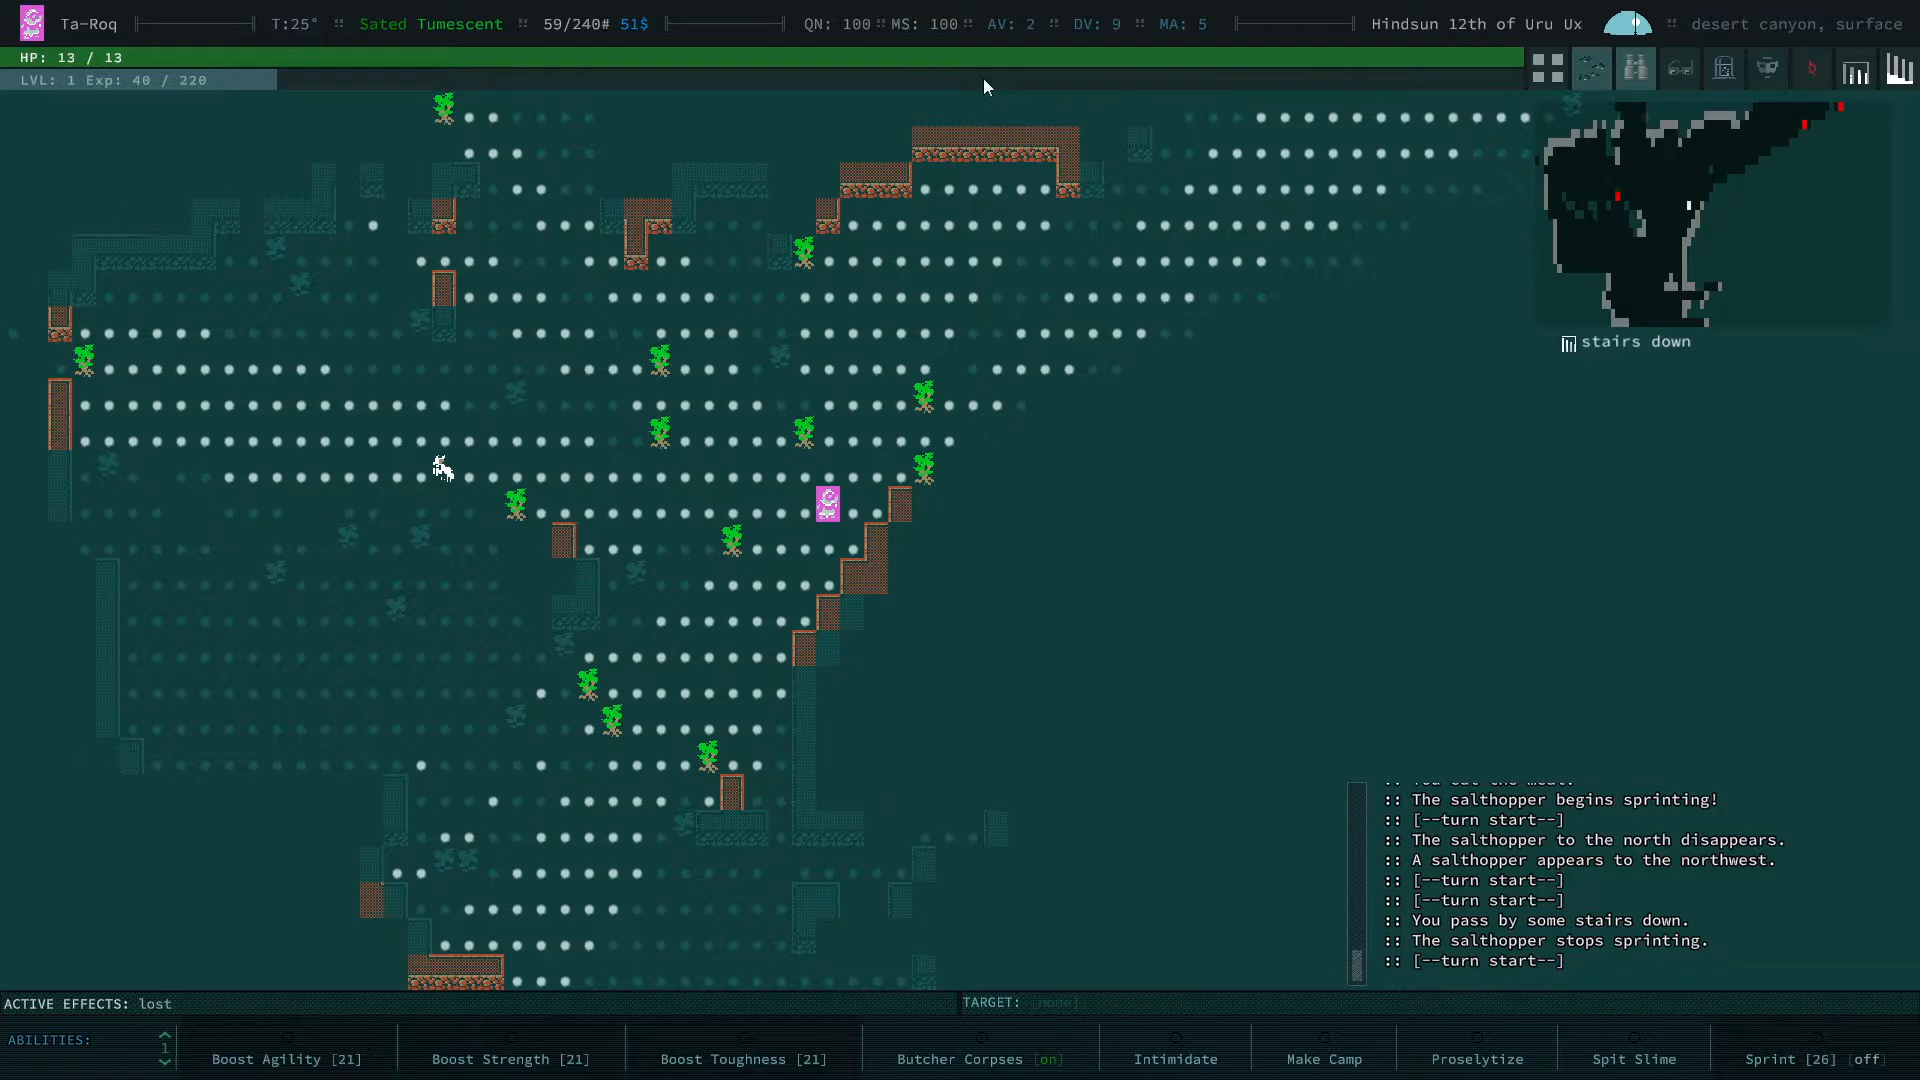 Ta-Roq T:25° Sated Tumescent 59/240# 51$ QN: 100 MS: 100 AV: 2 DV: 9 MA: 5 Hindsun 12th of Uru Ux desert canyon, surface
HP: 13 / 13
LVL: 1 Exp: 40 / 220
stairs down
:: The salthopper begins sprinting!
:: [--turn start--]
:: The salthopper to the north disappears.
:: A salthopper appears to the northwest.
:: [--turn start--]
:: [--turn start--]
:: You pass by some stairs down.
:: The salthopper stops sprinting.
:: [--turn start--]
ACTIVE EFFECTS: lost TARGET: [none]
ABILITIES: 1 Boost Agility [21] Boost Strength [21] Boost Toughness [21] Butcher Corpses [on] Intimidate Make Camp Proselytize Spit Slime Sprint [26] [off]